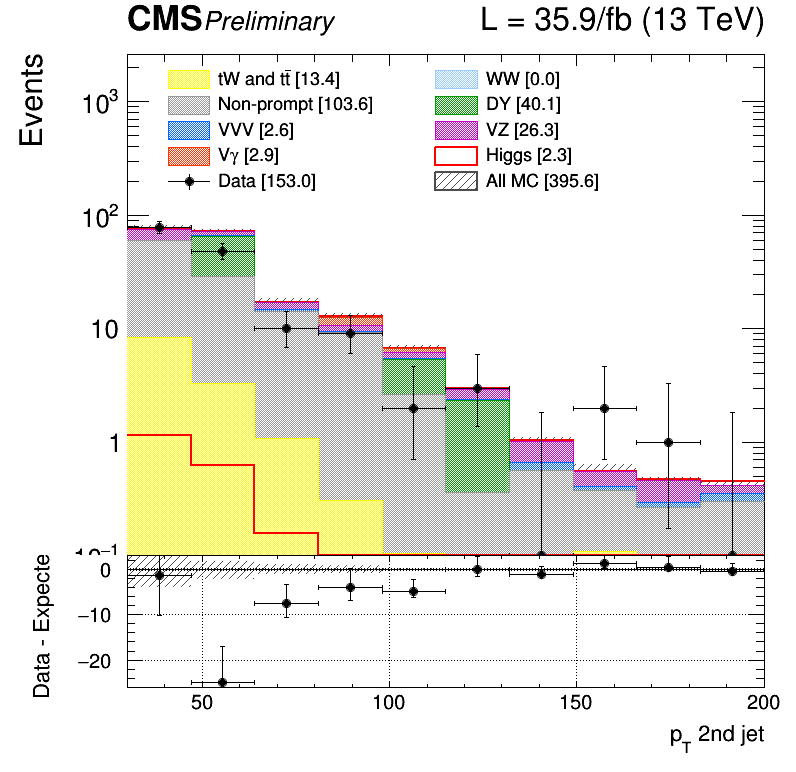 CMS Preliminary L = 35.9/fb (13 TeV)
Events
tW and tt̄ [13.4] WW [0.0]
Non-prompt [103.6] DY [40.1]
VVV [2.6] VZ [26.3]
Vγ [2.9] Higgs [2.3]
Data [153.0] All MC [395.6]
10³
10²
10
1
10⁻¹
Data - Expecte
0
−10
−20
50 100 150 200
p_T 2nd jet